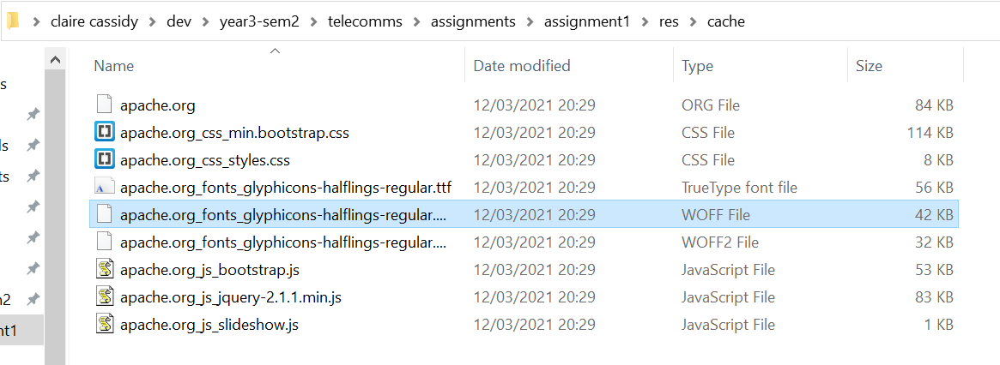 claire cassidy > dev > year3-sem2 > telecomms > assignments > assignment1 > res > cache
Name Date modified Type Size
apache.org 12/03/2021 20:29 ORG File 84 KB
apache.org_css_min.bootstrap.css 12/03/2021 20:29 CSS File 114 KB
apache.org_css_styles.css 12/03/2021 20:29 CSS File 8 KB
apache.org_fonts_glyphicons-halflings-regular.ttf 12/03/2021 20:29 TrueType font file 56 KB
apache.org_fonts_glyphicons-halflings-regular.... 12/03/2021 20:29 WOFF File 42 KB
apache.org_fonts_glyphicons-halflings-regular.... 12/03/2021 20:29 WOFF2 File 32 KB
apache.org_js_bootstrap.js 12/03/2021 20:29 JavaScript File 53 KB
apache.org_js_jquery-2.1.1.min.js 12/03/2021 20:29 JavaScript File 83 KB
apache.org_js_slideshow.js 12/03/2021 20:29 JavaScript File 1 KB